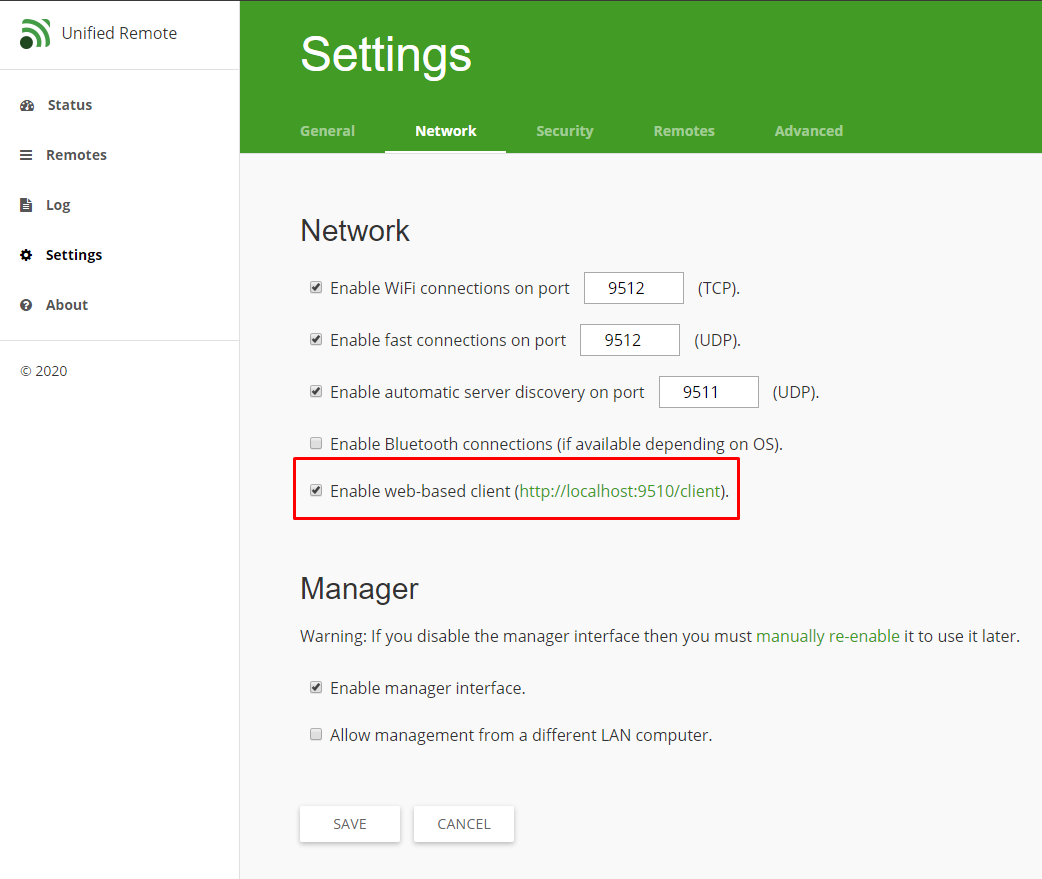 Unified Remote
Status
Remotes
Log
Settings
About
© 2020
Settings
General Network Security Remotes Advanced
Network
Enable WiFi connections on port 9512 (TCP).
Enable fast connections on port 9512 (UDP).
Enable automatic server discovery on port 9511 (UDP).
Enable Bluetooth connections (if available depending on OS).
Enable web-based client (http://localhost:9510/client).
Manager
Warning: If you disable the manager interface then you must manually re-enable it to use it later.
Enable manager interface.
Allow management from a different LAN computer.
SAVE CANCEL